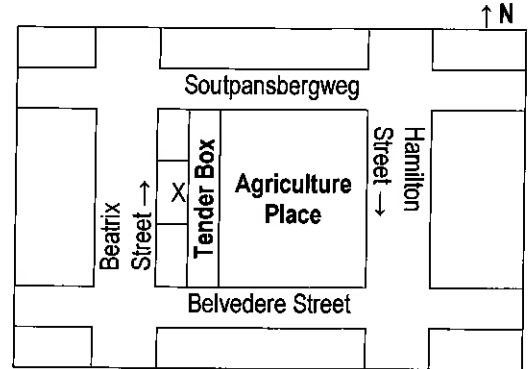 ↑ N
Soutpansbergweg
Beatrix
Street →
X
Tender Box
Agriculture
Place
Hamilton
Street →
Belvedere Street